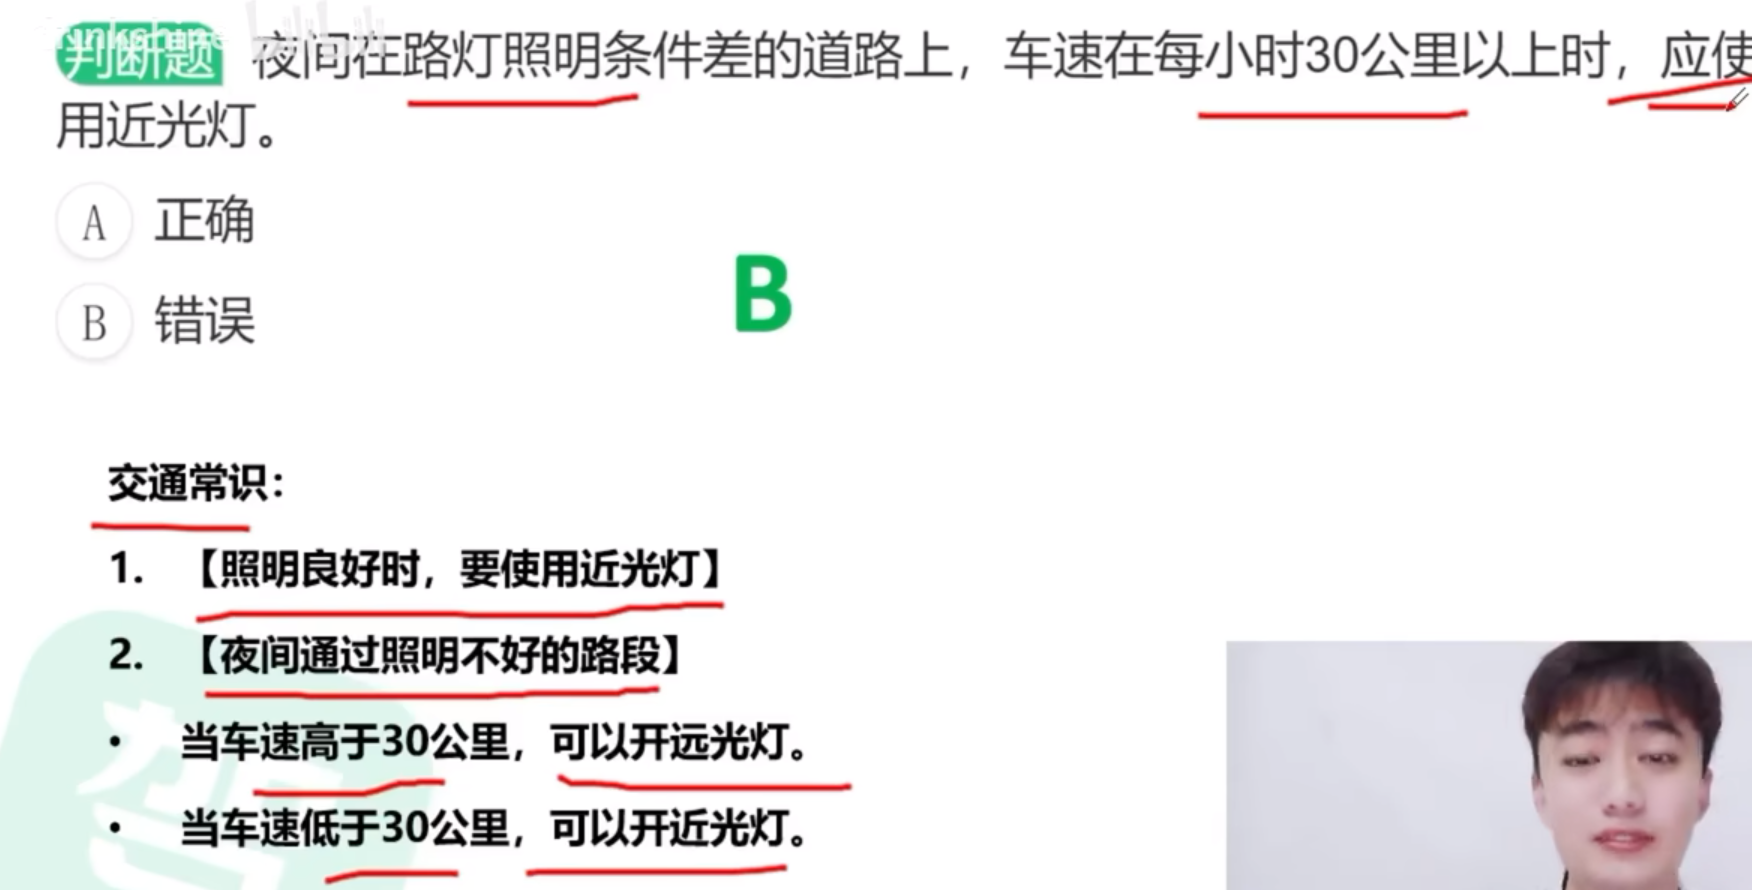 判断题 夜间在路灯照明条件差的道路上，车速在每小时30公里以上时，应使
用近光灯。
A 正确
B 错误
B
交通常识：
1. 【照明良好时，要使用近光灯】
2. 【夜间通过照明不好的路段】
• 当车速高于30公里，可以开远光灯。
• 当车速低于30公里，可以开近光灯。